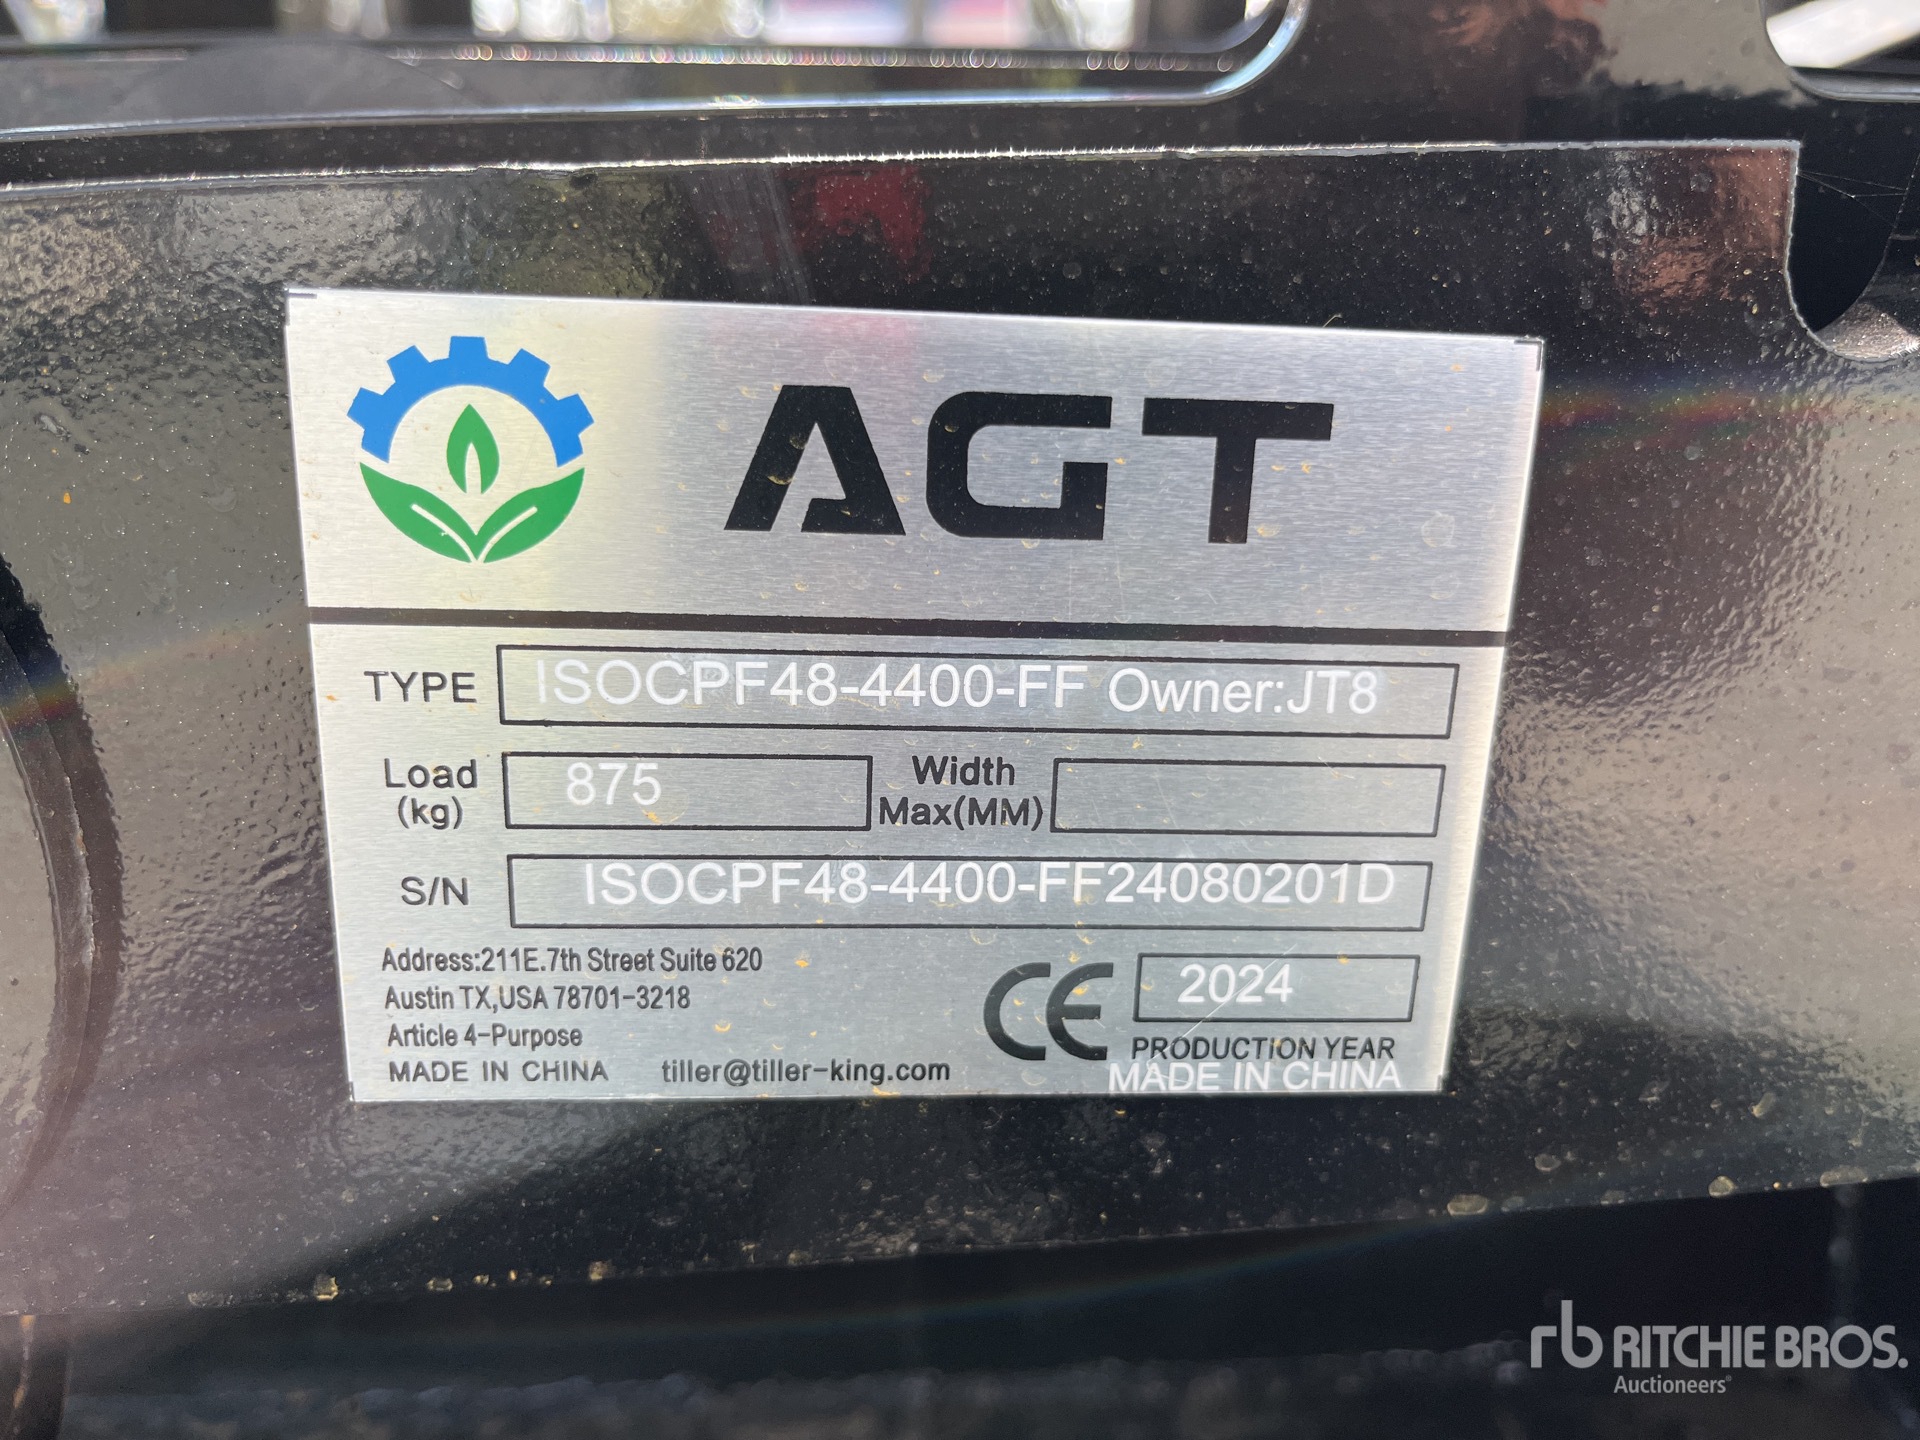 AGT
TYPE ISOCPF48-4400-FF Owner:JT8
Load (kg) 875 Width Max(MM)
S/N ISOCPF48-4400-FF24080201D
Address:211E.7th Street Suite 620
Austin TX,USA 78701-3218
Article 4-Purpose
MADE IN CHINA tiller@tiller-king.com
CE 2024
PRODUCTION YEAR
MADE IN CHINA
rb RITCHIE BROS.
Auctioneers